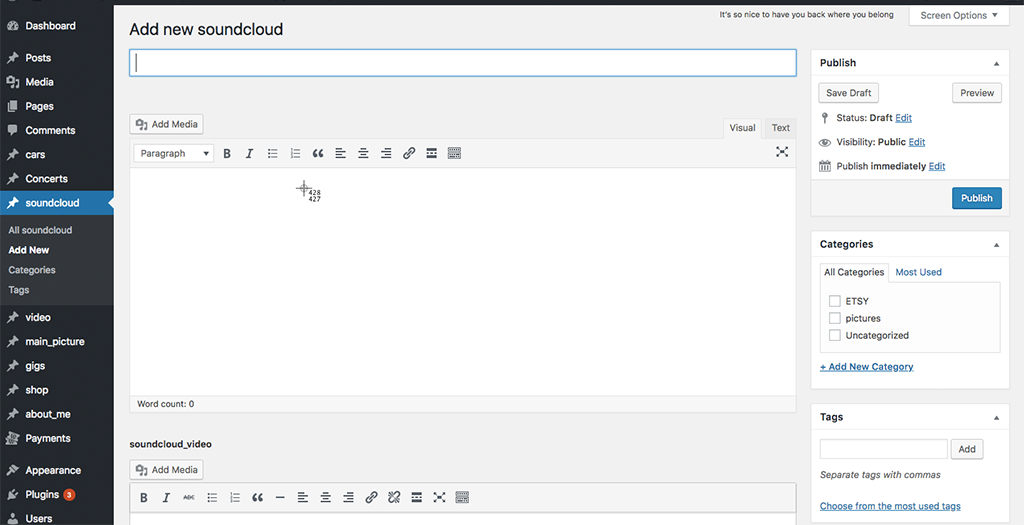 It's so nice to have you back where you belong
Screen Options
Dashboard
Posts
Media
Pages
Comments
cars
Concerts
soundcloud
All soundcloud
Add New
Categories
Tags
video
main_picture
gigs
shop
about_me
Payments
Appearance
Plugins 3
Users
Add new soundcloud
Add Media
Visual Text
Paragraph
B I
428
427
Word count: 0
soundcloud_video
Add Media
B I ABC
Publish
Save Draft Preview
Status: Draft Edit
Visibility: Public Edit
Publish immediately Edit
Publish
Categories
All Categories Most Used
ETSY
pictures
Uncategorized
+ Add New Category
Tags
Add
Separate tags with commas
Choose from the most used tags